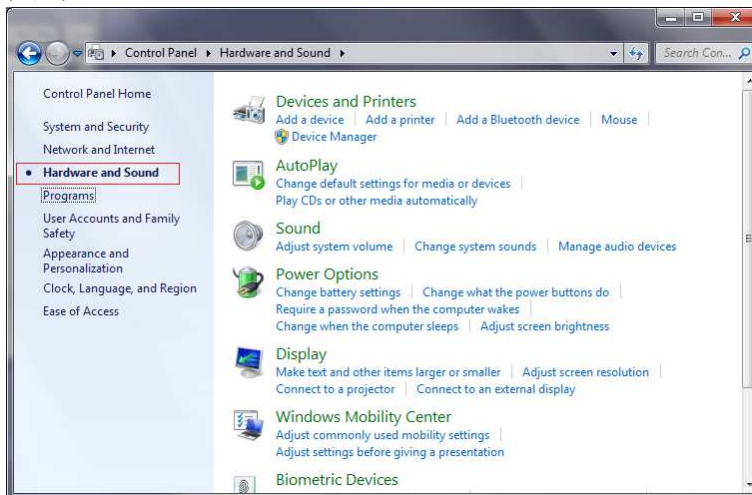 Control Panel ▸ Hardware and Sound ▸
Search Con...
Control Panel Home
System and Security
Network and Internet
Hardware and Sound
Programs
User Accounts and Family
Safety
Appearance and
Personalization
Clock, Language, and Region
Ease of Access
Devices and Printers
Add a device | Add a printer | Add a Bluetooth device | Mouse |
Device Manager
AutoPlay
Change default settings for media or devices |
Play CDs or other media automatically
Sound
Adjust system volume | Change system sounds | Manage audio devices
Power Options
Change battery settings | Change what the power buttons do |
Require a password when the computer wakes |
Change when the computer sleeps | Adjust screen brightness
Display
Make text and other items larger or smaller | Adjust screen resolution |
Connect to a projector | Connect to an external display
Windows Mobility Center
Adjust commonly used mobility settings |
Adjust settings before giving a presentation
Biometric Devices